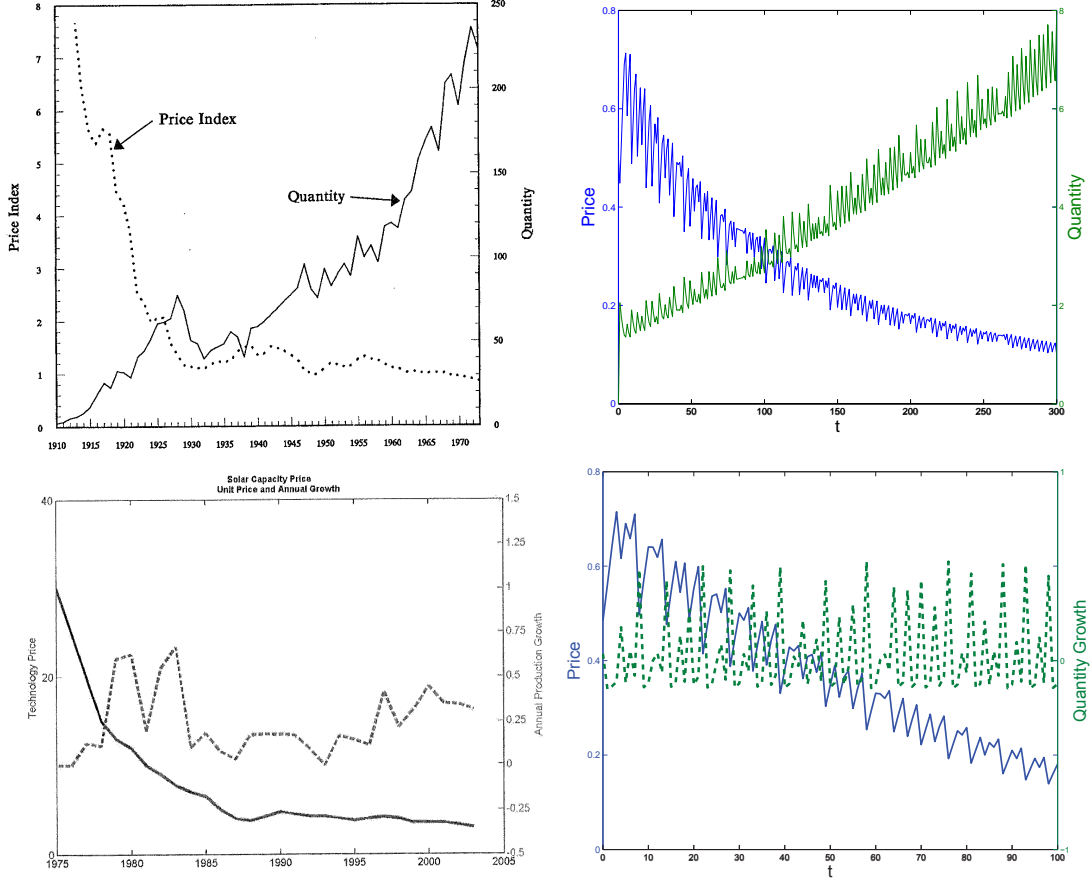 8
7
6
5
4
3
2
1
0
Price Index
250
200
150
100
50
0
Quantity
Price Index
Quantity
1910 1915 1920 1925 1930 1935 1940 1945 1950 1955 1960 1965 1970
0.8
0.6
0.4
0.2
0
Price
8
6
4
2
0
Quantity
0 50 100 150 200 250 300
t
Solar Capacity Price
Unit Price and Annual Growth
40
20
0
Technology Price
1.5
1.25
1
0.75
0.5
0.25
0
-0.25
-0.5
Annual Production Growth
1975 1980 1985 1990 1995 2000 2005
0.8
0.6
0.4
0.2
0
Price
1
0
−1
Quantity Growth
0 10 20 30 40 50 60 70 80 90 100
t